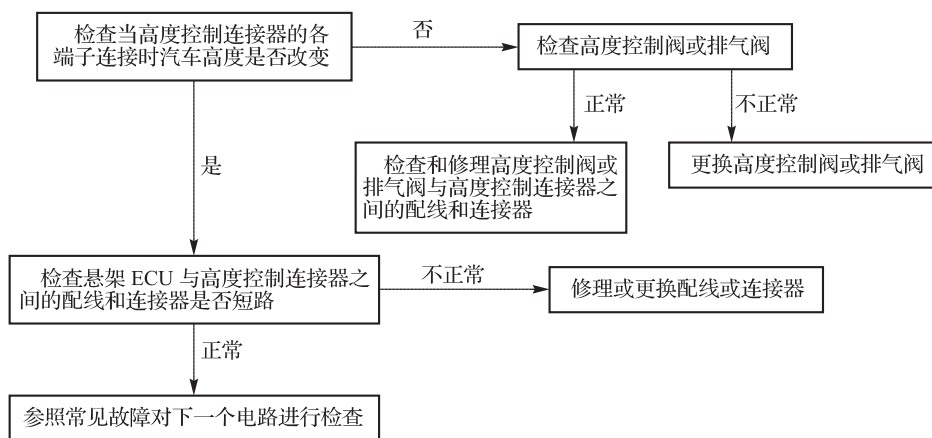 检查当高度控制连接器的各
端子连接时汽车高度是否改变
否
检查高度控制阀或排气阀
正常
不正常
是
检查和修理高度控制阀或
排气阀与高度控制连接器之
间的配线和连接器
更换高度控制阀或排气阀
检查悬架 ECU 与高度控制连接器之
间的配线和连接器是否短路
不正常
修理或更换配线或连接器
正常
参照常见故障对下一个电路进行检查